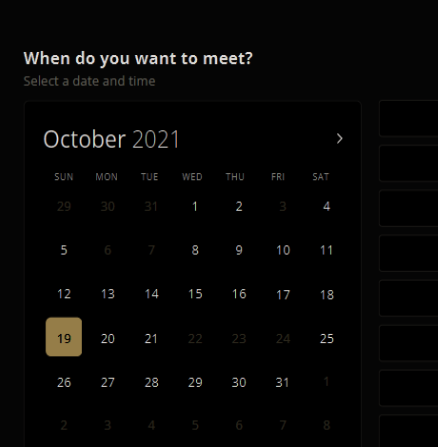 When do you want to meet?
Select a date and time
October 2021
SUN MON TUE WED THU FRI SAT
29 30 31 1 2 3 4
5 6 7 8 9 10 11
12 13 14 15 16 17 18
19 20 21 22 23 24 25
26 27 28 29 30 31 1
2 3 4 5 6 7 8